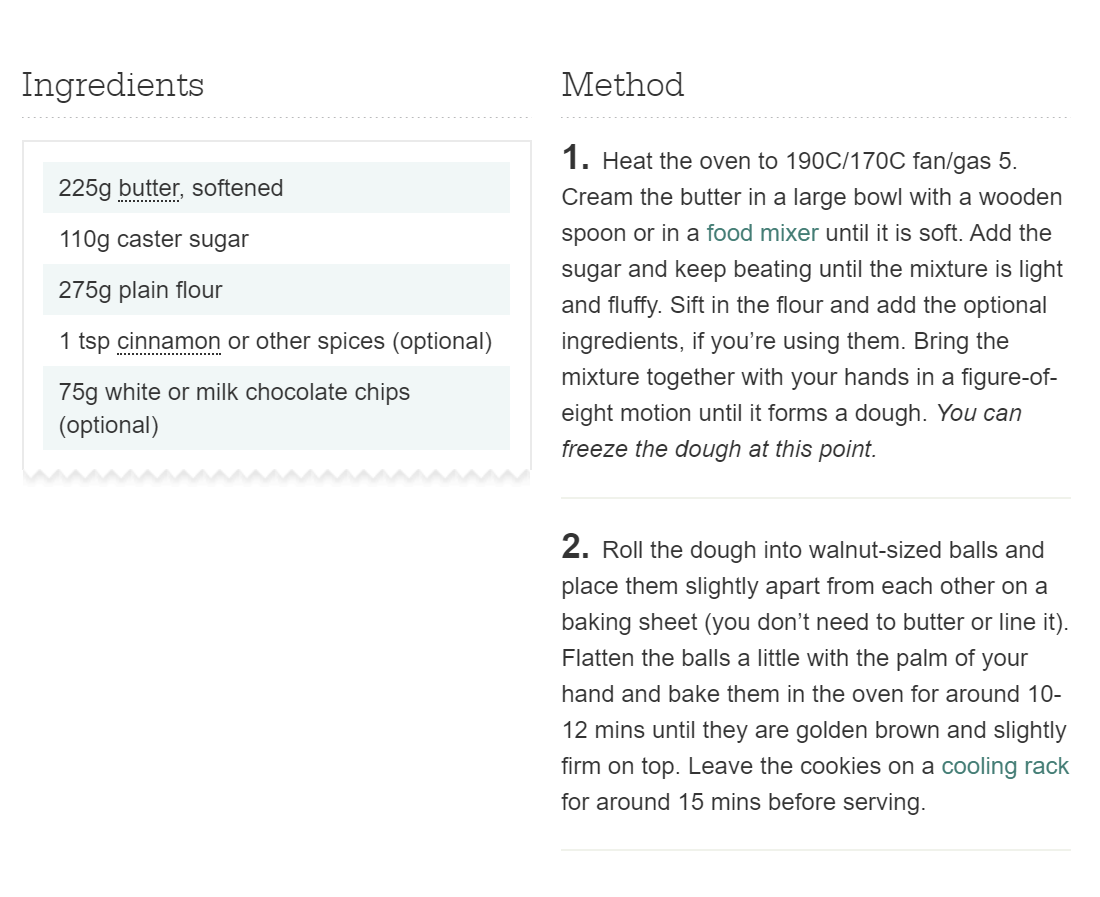 Ingredients
225g butter, softened
110g caster sugar
275g plain flour
1 tsp cinnamon or other spices (optional)
75g white or milk chocolate chips
(optional)
Method
1. Heat the oven to 190C/170C fan/gas 5.
Cream the butter in a large bowl with a wooden
spoon or in a food mixer until it is soft. Add the
sugar and keep beating until the mixture is light
and fluffy. Sift in the flour and add the optional
ingredients, if you’re using them. Bring the
mixture together with your hands in a figure-of-
eight motion until it forms a dough. You can
freeze the dough at this point.
2. Roll the dough into walnut-sized balls and
place them slightly apart from each other on a
baking sheet (you don’t need to butter or line it).
Flatten the balls a little with the palm of your
hand and bake them in the oven for around 10-
12 mins until they are golden brown and slightly
firm on top. Leave the cookies on a cooling rack
for around 15 mins before serving.